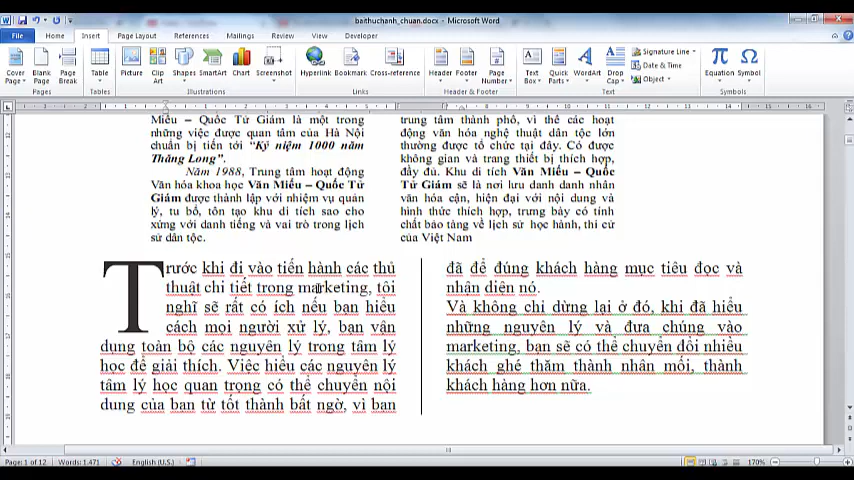 baithuchanh_chuan.docx - Microsoft Word
File Home Insert Page Layout References Mailings Review View Developer
Cover Page Blank Page Page Break Table Picture Clip Art Shapes SmartArt Chart Screenshot Hyperlink Bookmark Cross-reference Header Footer Page Number Text Box Quick Parts WordArt Drop Cap Signature Line Date & Time Object Equation Symbol
Pages Tables Illustrations Links Header & Footer Text Symbols
Miếu – Quốc Tử Giám là một trong
những việc được quan tâm của Hà Nội
chuẩn bị tiến tới “Kỷ niệm 1000 năm
Thăng Long”.
Năm 1988, Trung tâm hoạt động
Văn hóa khoa học Văn Miếu – Quốc Tử
Giám được thành lập với nhiệm vụ quản
lý, tu bổ, tôn tạo khu di tích sao cho
xứng với danh tiếng và vai trò trong lịch
sử dân tộc.
trung tâm thành phố, vì thế các hoạt
động văn hóa nghệ thuật dân tộc lớn
thường được tổ chức tại đây. Có được
không gian và trang thiết bị thích hợp,
đầy đủ. Khu di tích Văn Miếu – Quốc
Tử Giám sẽ là nơi lưu danh danh nhân
văn hóa cận, hiện đại với nội dung và
hình thức thích hợp, trưng bày có tính
chất bảo tàng về lịch sử học hành, thi cử
của Việt Nam
Trước khi đi vào tiến hành các thủ
thuật chi tiết trong marketing, tôi
nghĩ sẽ rất có ích nếu bạn hiểu
cách mọi người xử lý, bạn vận
dụng toàn bộ các nguyên lý trong tâm lý
học để giải thích. Việc hiểu các nguyên lý
tâm lý học quan trọng có thể chuyển nội
dung của bạn từ tốt thành bất ngờ, vì bạn
đã để đúng khách hàng mục tiêu đọc và
nhận diện nó.
Và không chỉ dừng lại ở đó, khi đã hiểu
những nguyên lý và đưa chúng vào
marketing, bạn sẽ có thể chuyển đổi nhiều
khách ghé thăm thành nhân mối, thành
khách hàng hơn nữa.
Page: 1 of 12 Words: 1.471 English (U.S.) 170%